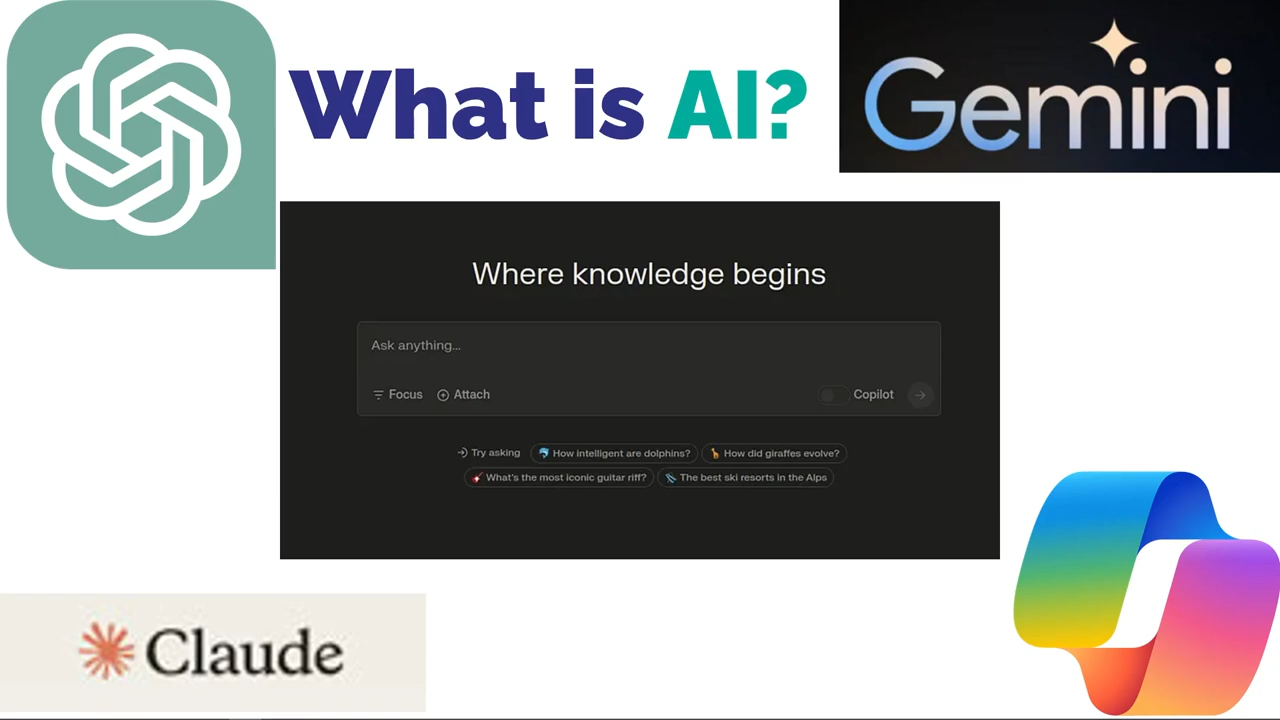 What is AI?
Gemini
Where knowledge begins
Ask anything...
Focus Attach Copilot
Try asking How intelligent are dolphins? How did giraffes evolve?
What's the most iconic guitar riff? The best ski resorts in the Alps
Claude